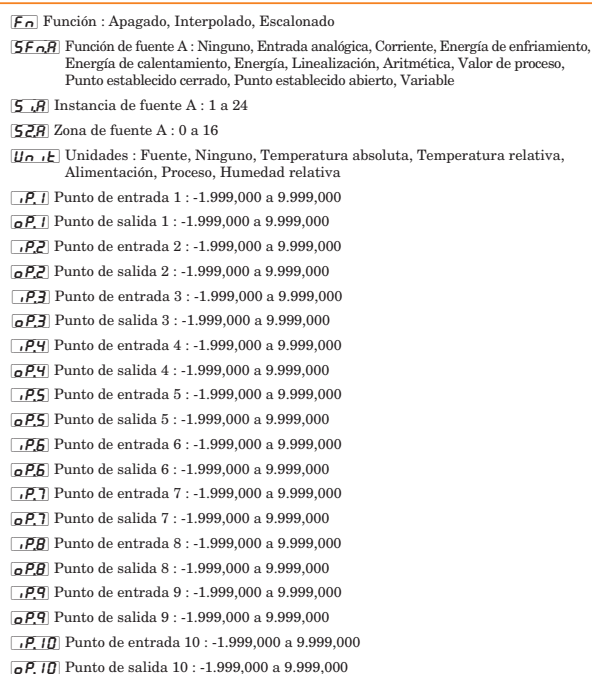 Fn Función : Apagado, Interpolado, Escalonado
SFn.A Función de fuente A : Ninguno, Entrada analógica, Corriente, Energía de enfriamiento,
Energía de calentamiento, Energía, Linealización, Aritmética, Valor de proceso,
Punto establecido cerrado, Punto establecido abierto, Variable
Si.A Instancia de fuente A : 1 a 24
SZ.A Zona de fuente A : 0 a 16
Unit Unidades : Fuente, Ninguno, Temperatura absoluta, Temperatura relativa,
Alimentación, Proceso, Humedad relativa
iP.1 Punto de entrada 1 : -1.999,000 a 9.999,000
oP.1 Punto de salida 1 : -1.999,000 a 9.999,000
iP.2 Punto de entrada 2 : -1.999,000 a 9.999,000
oP.2 Punto de salida 2 : -1.999,000 a 9.999,000
iP.3 Punto de entrada 3 : -1.999,000 a 9.999,000
oP.3 Punto de salida 3 : -1.999,000 a 9.999,000
iP.4 Punto de entrada 4 : -1.999,000 a 9.999,000
oP.4 Punto de salida 4 : -1.999,000 a 9.999,000
iP.5 Punto de entrada 5 : -1.999,000 a 9.999,000
oP.5 Punto de salida 5 : -1.999,000 a 9.999,000
iP.6 Punto de entrada 6 : -1.999,000 a 9.999,000
oP.6 Punto de salida 6 : -1.999,000 a 9.999,000
iP.7 Punto de entrada 7 : -1.999,000 a 9.999,000
oP.7 Punto de salida 7 : -1.999,000 a 9.999,000
iP.8 Punto de entrada 8 : -1.999,000 a 9.999,000
oP.8 Punto de salida 8 : -1.999,000 a 9.999,000
iP.9 Punto de entrada 9 : -1.999,000 a 9.999,000
oP.9 Punto de salida 9 : -1.999,000 a 9.999,000
iP.10 Punto de entrada 10 : -1.999,000 a 9.999,000
oP.10 Punto de salida 10 : -1.999,000 a 9.999,000